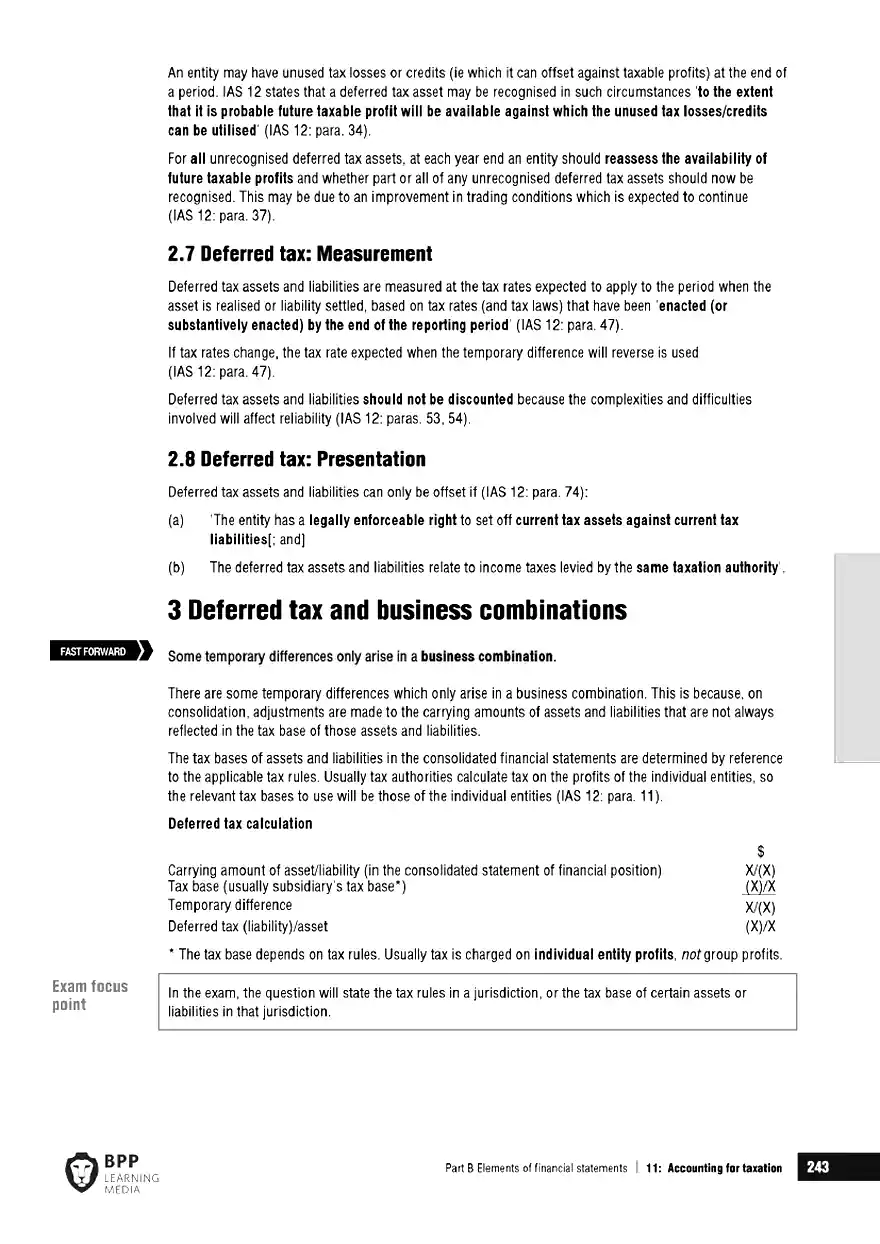 An entity may have unused tax losses or credits (ie which it can offset against taxable profits) at the end of
a period. IAS 12 states that a deferred tax asset may be recognised in such circumstances 'to the extent
that it is probable future taxable profit will be available against which the unused tax losses/credits
can be utilised' (IAS 12: para. 34).
For all unrecognised deferred tax assets, at each year end an entity should reassess the availability of
future taxable profits and whether part or all of any unrecognised deferred tax assets should now be
recognised. This may be due to an improvement in trading conditions which is expected to continue
(IAS 12: para. 37).
2.7 Deferred tax: Measurement
Deferred tax assets and liabilities are measured at the tax rates expected to apply to the period when the
asset is realised or liability settled, based on tax rates (and tax laws) that have been 'enacted (or
substantively enacted) by the end of the reporting period' (IAS 12: para. 47).
If tax rates change, the tax rate expected when the temporary difference will reverse is used
(IAS 12: para. 47).
Deferred tax assets and liabilities should not be discounted because the complexities and difficulties
involved will affect reliability (IAS 12: paras. 53, 54).
2.8 Deferred tax: Presentation
Deferred tax assets and liabilities can only be offset if (IAS 12: para. 74):
(a) 'The entity has a legally enforceable right to set off current tax assets against current tax
liabilities[; and]
(b) The deferred tax assets and liabilities relate to income taxes levied by the same taxation authority'.
3 Deferred tax and business combinations
FAST FORWARD
Some temporary differences only arise in a business combination.
There are some temporary differences which only arise in a business combination. This is because, on
consolidation, adjustments are made to the carrying amounts of assets and liabilities that are not always
reflected in the tax base of those assets and liabilities.
The tax bases of assets and liabilities in the consolidated financial statements are determined by reference
to the applicable tax rules. Usually tax authorities calculate tax on the profits of the individual entities, so
the relevant tax bases to use will be those of the individual entities (IAS 12: para. 11).
Deferred tax calculation
$
Carrying amount of asset/liability (in the consolidated statement of financial position) X/(X)
Tax base (usually subsidiary's tax base*) (X)/X
Temporary difference X/(X)
Deferred tax (liability)/asset (X)/X
* The tax base depends on tax rules. Usually tax is charged on individual entity profits, not group profits.
Exam focus
point
In the exam, the question will state the tax rules in a jurisdiction, or the tax base of certain assets or
liabilities in that jurisdiction.
BPP
LEARNING
MEDIA
Part B Elements of financial statements | 11: Accounting for taxation 243